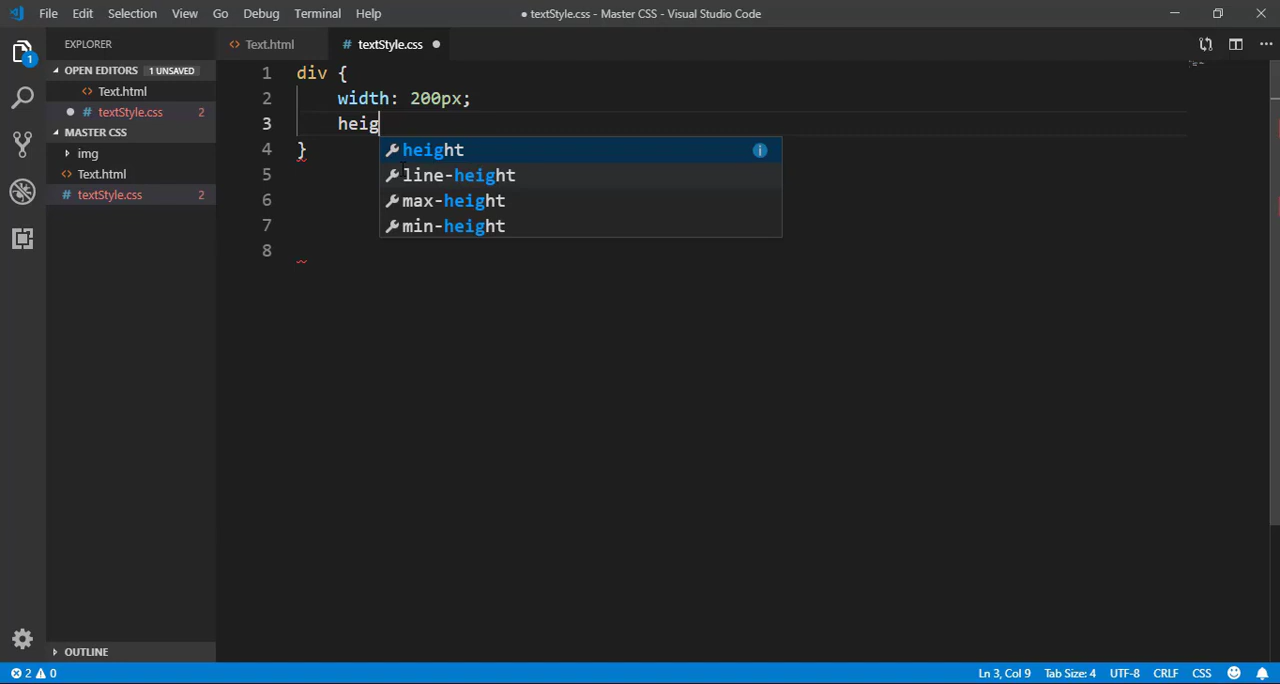 File Edit Selection View Go Debug Terminal Help
● textStyle.css - Master CSS - Visual Studio Code
EXPLORER
OPEN EDITORS 1 UNSAVED
Text.html
textStyle.css 2
MASTER CSS
img
Text.html
textStyle.css 2
OUTLINE
1
Text.html textStyle.css
1 div {
2 width: 200px;
3 heig
4 }
5
6
7
8
height
line-height
max-height
min-height
2 0
Ln 3, Col 9 Tab Size: 4 UTF-8 CRLF CSS